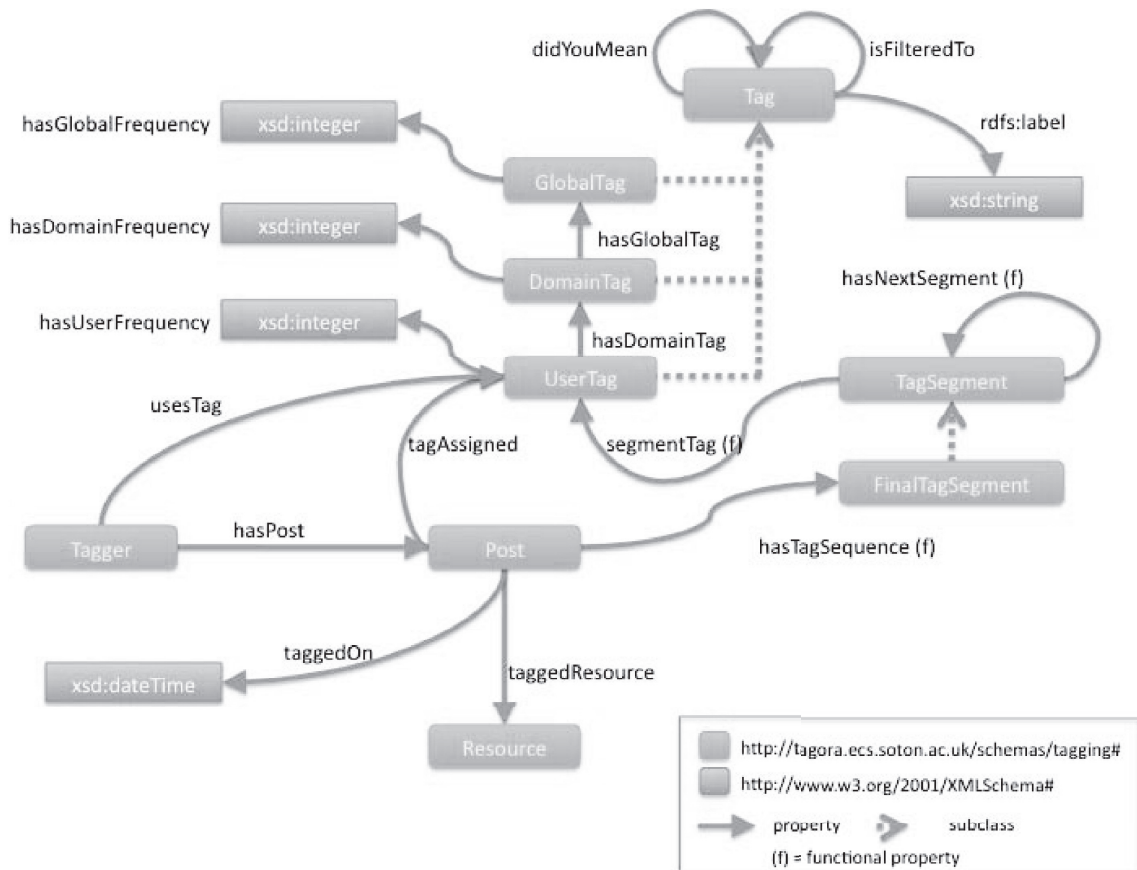 didYouMean
isFilteredTo
Tag
hasGlobalFrequency
xsd:integer
rdfs:label
GlobalTag
xsd:string
hasDomainFrequency
xsd:integer
hasGlobalTag
DomainTag
hasNextSegment (f)
hasUserFrequency
xsd:integer
hasDomainTag
UserTag
TagSegment
usesTag
tagAssigned
segmentTag (f)
FinalTagSegment
hasPost
Tagger
Post
hasTagSequence (f)
taggedOn
taggedResource
xsd:dateTime
Resource
http://tagora.ecs.soton.ac.uk/schemas/tagging#
http://www.w3.org/2001/XMLSchema#
property
subclass
(f) = functional property